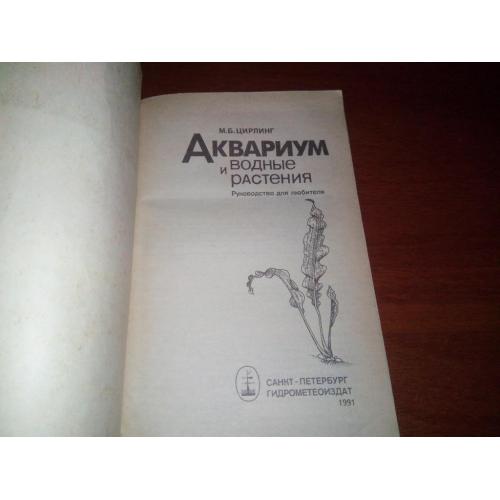 М.Б.ЦИРЛИНГ
АКВАРИУМ
И ВОДНЫЕ
РАСТЕНИЯ
Руководство для любителя
САНКТ-ПЕТЕРБУРГ
ГИДРОМЕТЕОИЗДАТ
1991